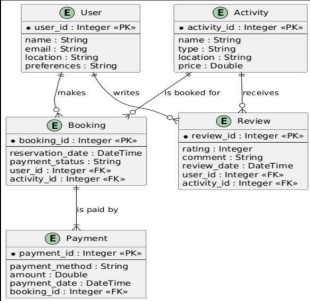 E User
• user_id : Integer «PK»
name : String
email : String
location : String
preferences : String
E Activity
• activity_id : Integer «PK»
name : String
type : String
location : String
price : Double
makes
writes
is booked for
receives
E Booking
• booking_id : Integer «PK»
reservation_date : DateTime
payment_status : String
user_id : Integer «FK»
activity_id : Integer «FK»
E Review
• review_id : Integer «PK»
rating : Integer
comment : String
review_date : DateTime
user_id : Integer «FK»
activity_id : Integer «FK»
is paid by
E Payment
• payment_id : Integer «PK»
payment_method : String
amount : Double
payment_date : DateTime
booking_id : Integer «FK»